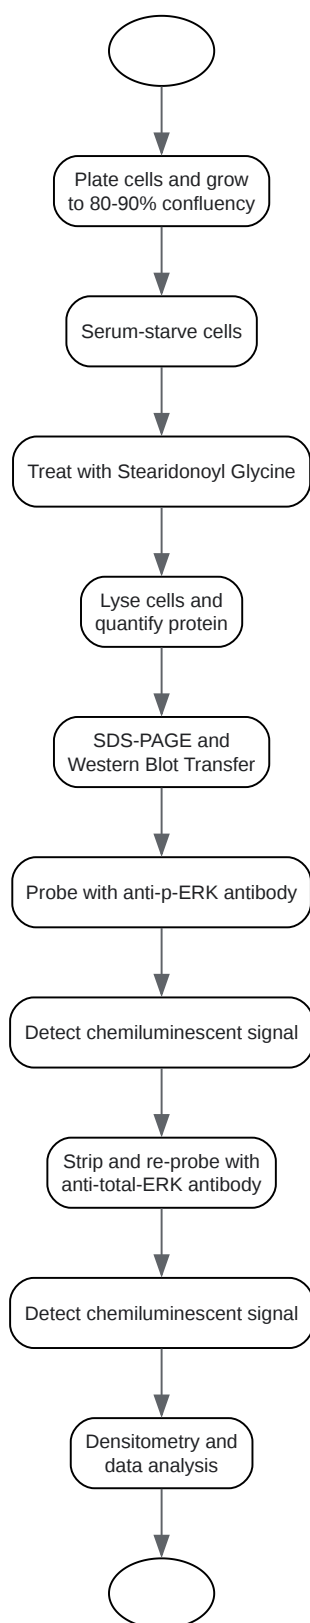 Plate cells and grow
to 80-90% confluency
Serum-starve cells
Treat with Stearidonoyl Glycine
Lyse cells and
quantify protein
SDS-PAGE and
Western Blot Transfer
Probe with anti-p-ERK antibody
Detect chemiluminescent signal
Strip and re-probe with
anti-total-ERK antibody
Detect chemiluminescent signal
Densitometry and
data analysis